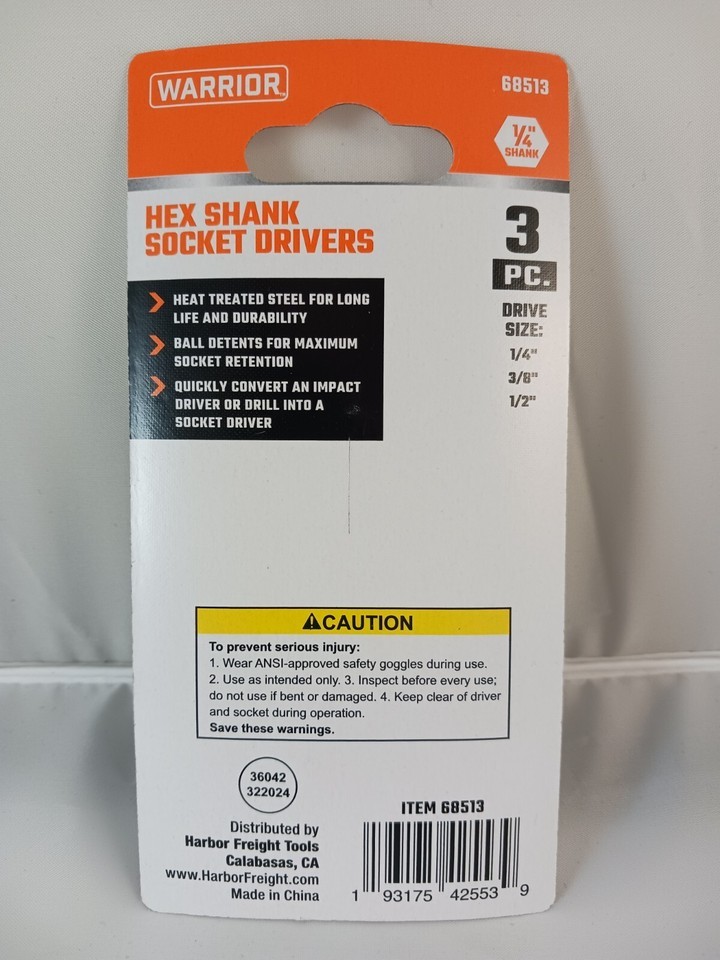 WARRIOR
68513
1/4"
SHANK
HEX SHANK
SOCKET DRIVERS
3
PC.
HEAT TREATED STEEL FOR LONG
LIFE AND DURABILITY
BALL DETENTS FOR MAXIMUM
SOCKET RETENTION
QUICKLY CONVERT AN IMPACT
DRIVER OR DRILL INTO A
SOCKET DRIVER
DRIVE
SIZE:
1/4"
3/8"
1/2"
CAUTION
To prevent serious injury:
1. Wear ANSI-approved safety goggles during use.
2. Use as intended only. 3. Inspect before every use;
do not use if bent or damaged. 4. Keep clear of driver
and socket during operation.
Save these warnings.
36042
322024
Distributed by
Harbor Freight Tools
Calabasas, CA
www.HarborFreight.com
Made in China
ITEM 68513
1 93175 42553 9